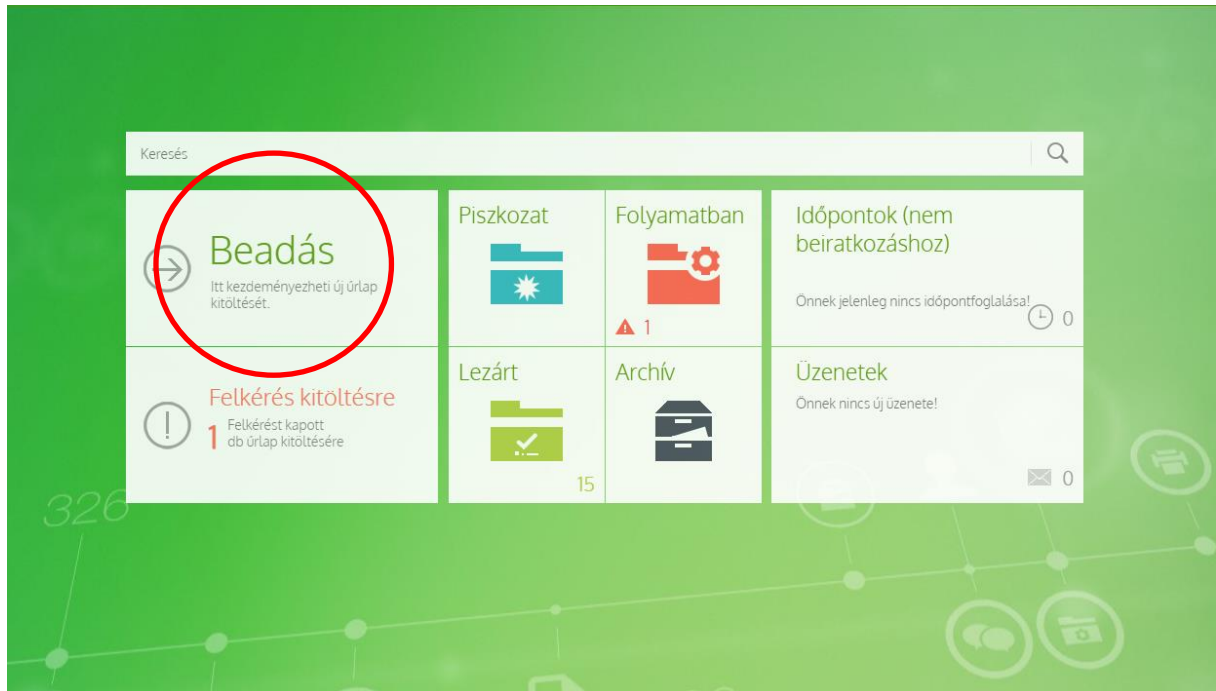 Keresés
Beadás
Itt kezdeményezheti új űrlap
kitöltését.
Piszkozat
Folyamatban
1
Időpontok (nem
beiratkozáshoz)
Önnek jelenleg nincs időpontfoglalása!
0
Felkérés kitöltésre
1 Felkérést kapott
db űrlap kitöltésére
Lezárt
15
Archív
Üzenetek
Önnek nincs új üzenete!
0
326